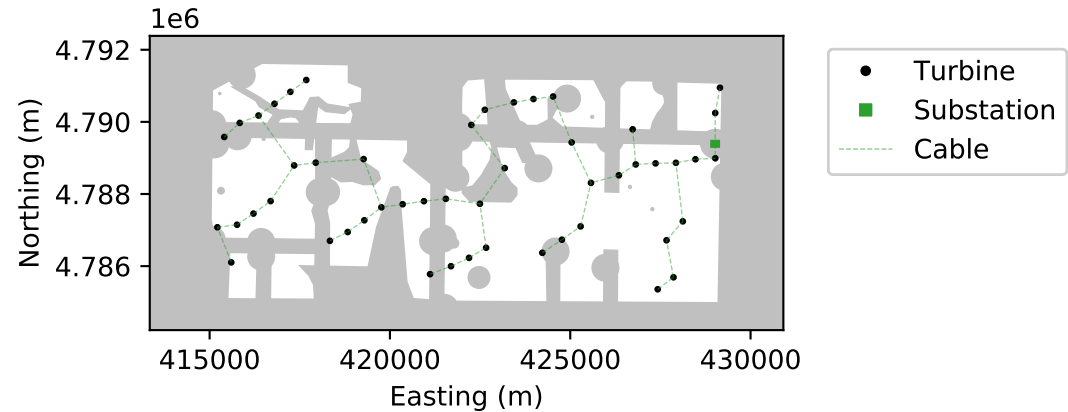 1e6
4.792
4.790
4.788
4.786
Northing (m)
415000 420000 425000 430000
Easting (m)
Turbine
Substation
Cable